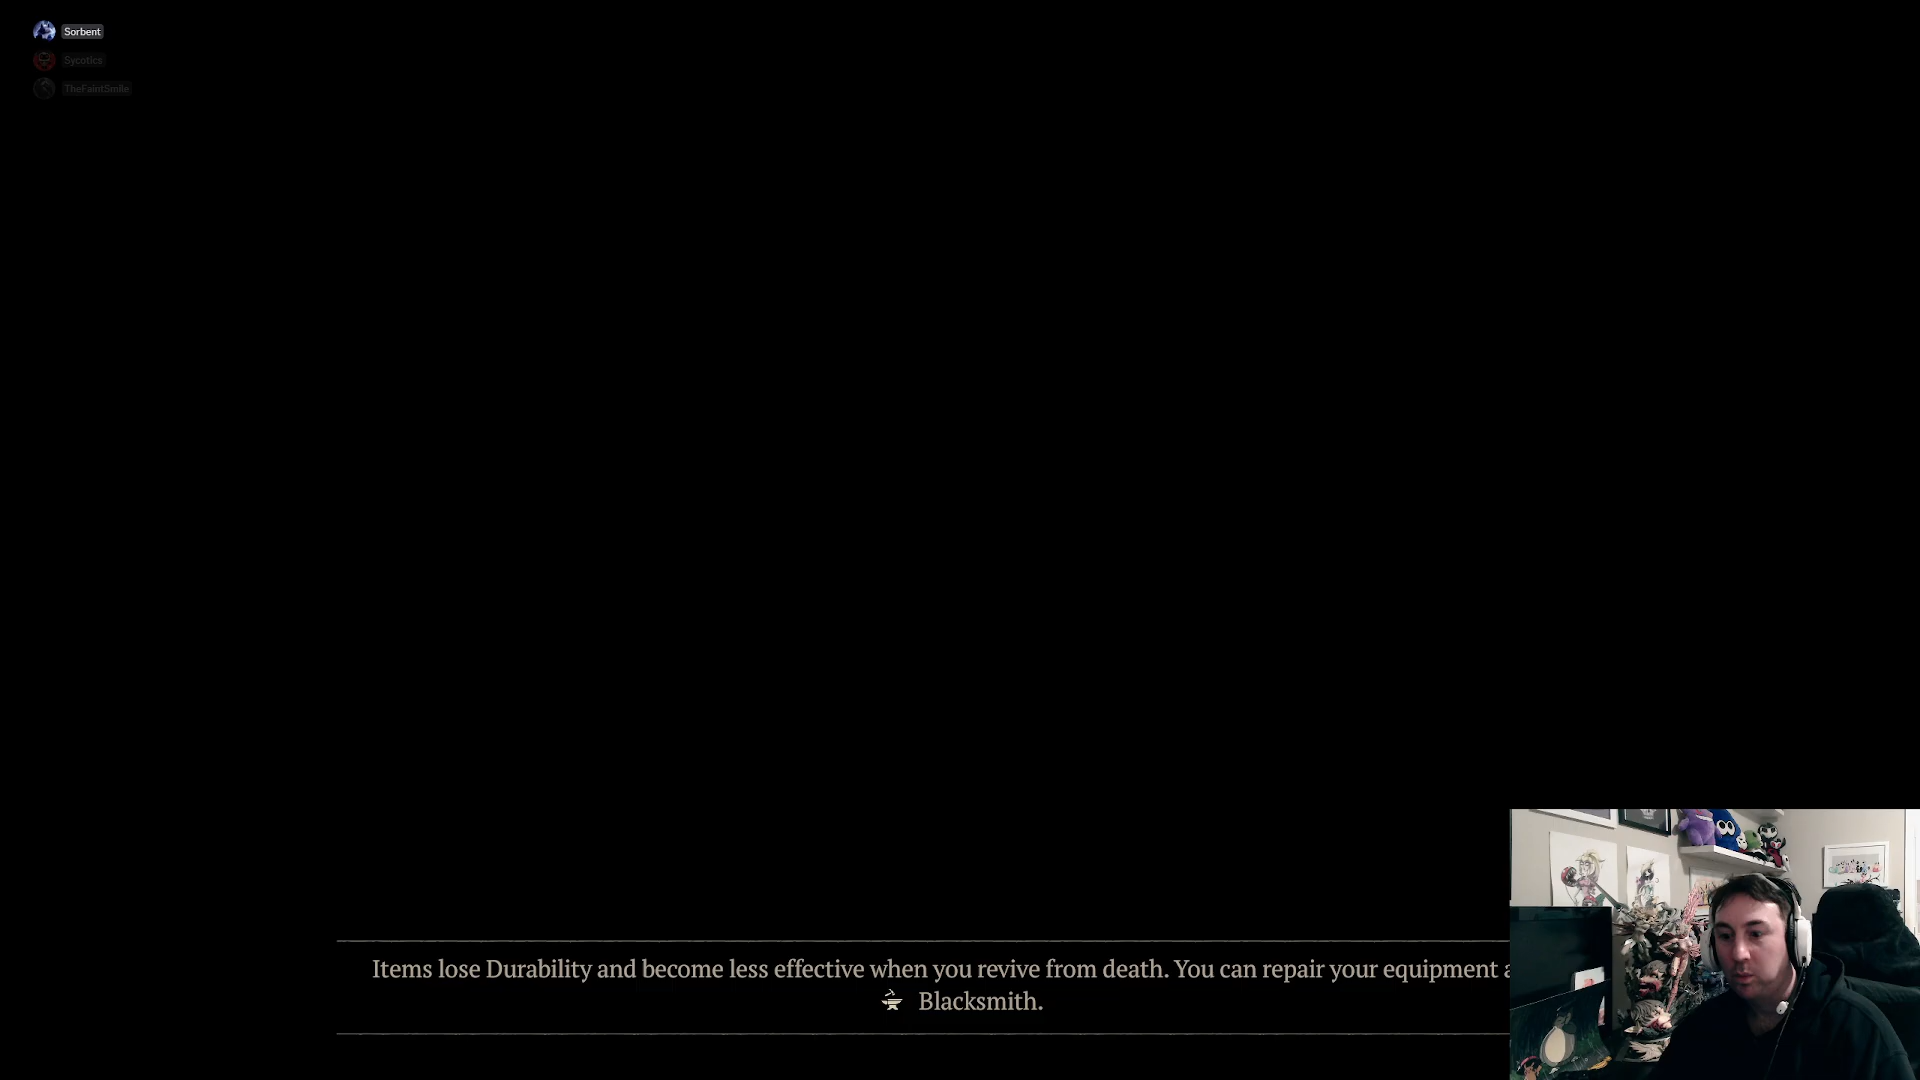 Sorbent
Sycotics
TheFaintSmile
Items lose Durability and become less effective when you revive from death. You can repair your equipment
Blacksmith.